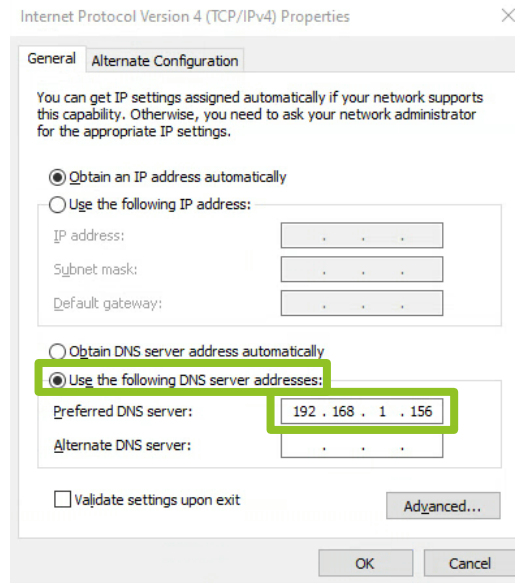 Internet Protocol Version 4 (TCP/IPv4) Properties
General
Alternate Configuration
You can get IP settings assigned automatically if your network supports
this capability. Otherwise, you need to ask your network administrator
for the appropriate IP settings.
Obtain an IP address automatically
Use the following IP address:
IP address:
. . .
Subnet mask:
. . .
Default gateway:
. . .
Obtain DNS server address automatically
Use the following DNS server addresses:
Preferred DNS server:
192 . 168 . 1 . 156
Alternate DNS server:
. . .
Validate settings upon exit
Advanced...
OK
Cancel